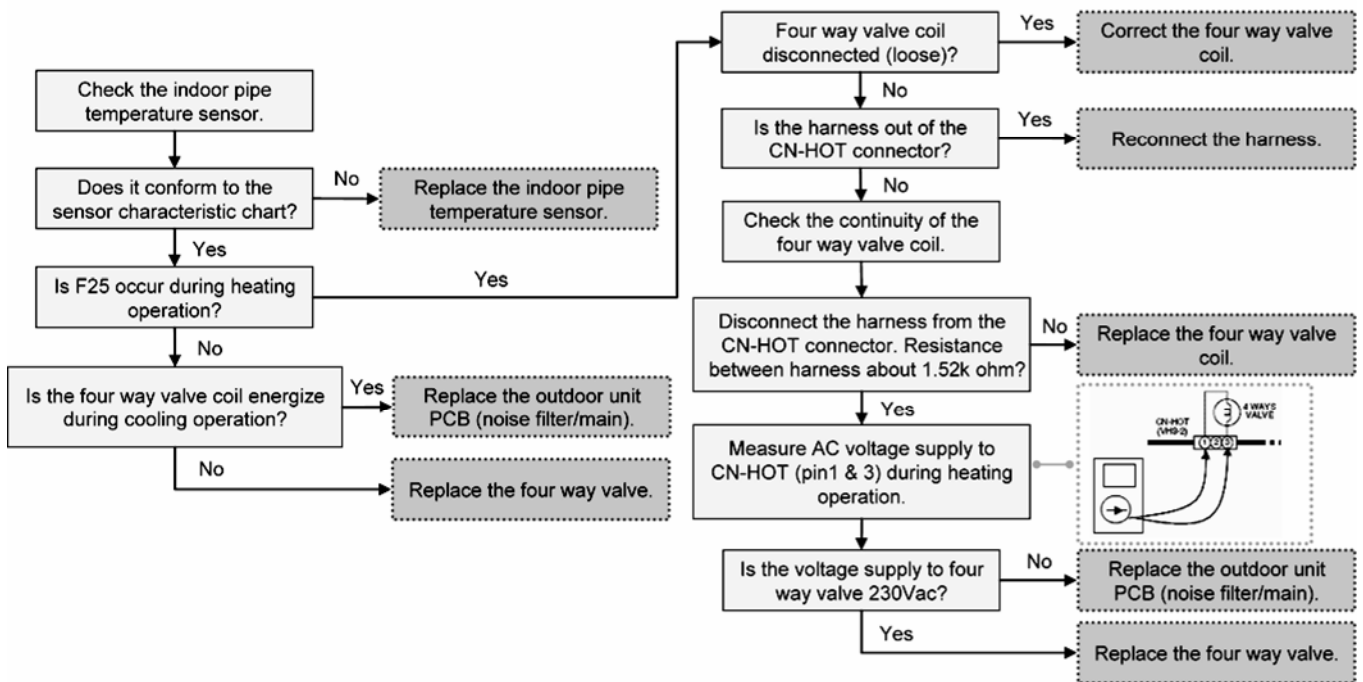 Check the indoor pipe
temperature sensor.
Does it conform to the
sensor characteristic chart?
No
Replace the indoor pipe
temperature sensor.
Yes
Is F25 occur during heating
operation?
Yes
No
Is the four way valve coil energize
during cooling operation?
Yes
Replace the outdoor unit
PCB (noise filter/main).
No
Replace the four way valve.
Four way valve coil
disconnected (loose)?
Yes
Correct the four way valve
coil.
No
Is the harness out of the
CN-HOT connector?
Yes
Reconnect the harness.
No
Check the continuity of the
four way valve coil.
Disconnect the harness from the
CN-HOT connector. Resistance
between harness about 1.52k ohm?
No
Replace the four way valve
coil.
Yes
Measure AC voltage supply to
CN-HOT (pin1 & 3) during heating
operation.
4 WAYS
VALVE
CN-HOT
1 2 3
Is the voltage supply to four
way valve 230Vac?
No
Replace the outdoor unit
PCB (noise filter/main).
Yes
Replace the four way valve.